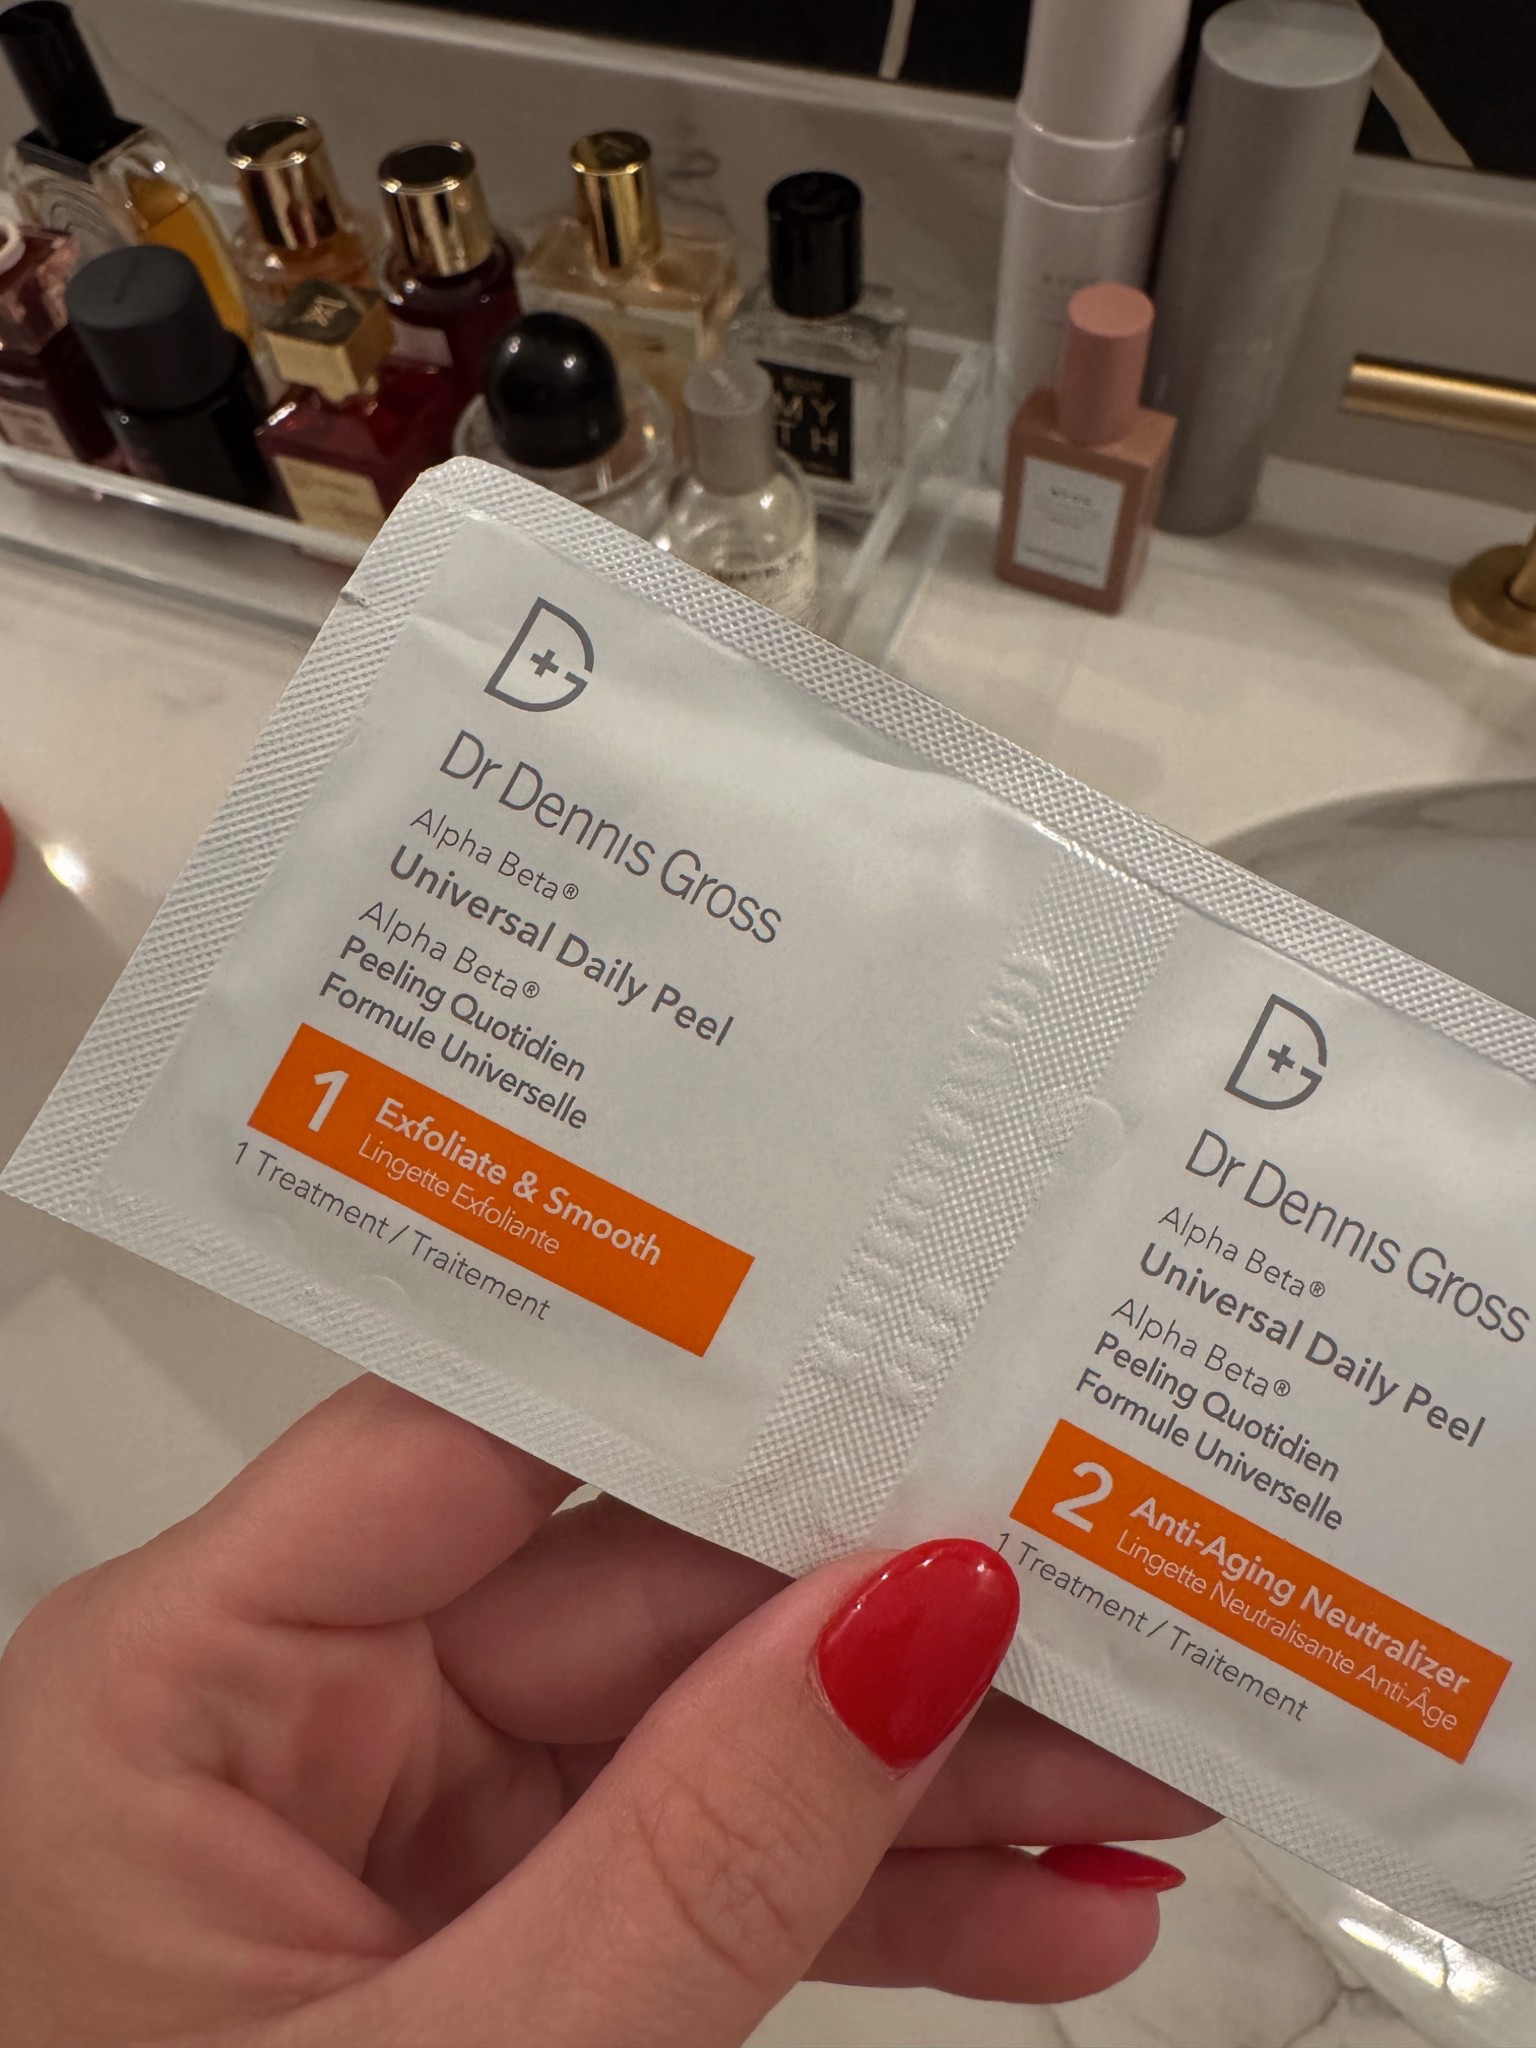 Dr Dennis Gross
Alpha Beta®
Universal Daily Peel
Alpha Beta®
Peeling Quotidien
Formule Universelle
1 Exfoliate & Smooth
Lingette Exfoliante
1 Treatment / Traitement
Dr Dennis Gross
Alpha Beta®
Universal Daily Peel
Alpha Beta®
Peeling Quotidien
Formule Universelle
2 Anti-Aging Neutralizer
Lingette Neutralisante Anti-Âge
1 Treatment / Traitement
MY
TH